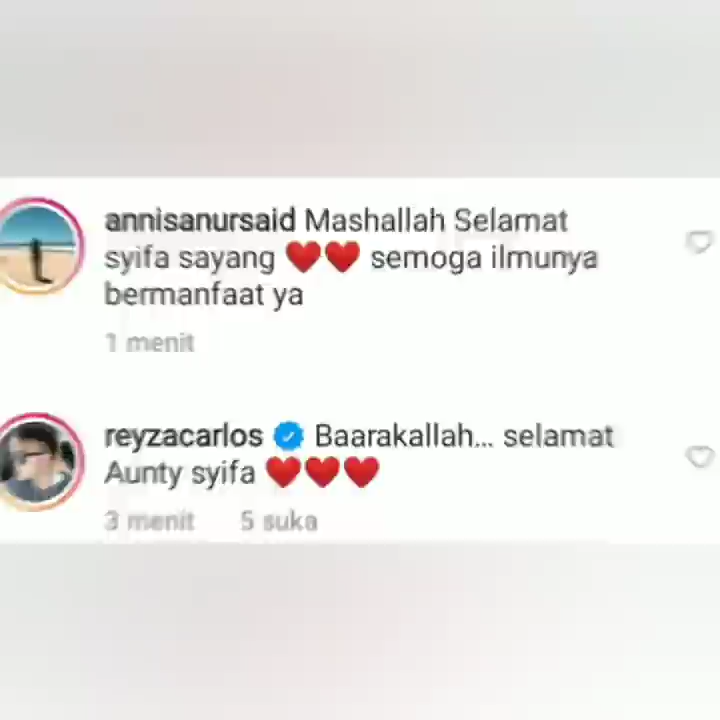 annisanursaid Mashallah Selamat
syifa sayang ❤️❤️ semoga ilmunya
bermanfaat ya
1 menit
reyzacarlos Baarakallah... selamat
Aunty syifa ❤️❤️❤️
3 menit 5 suka